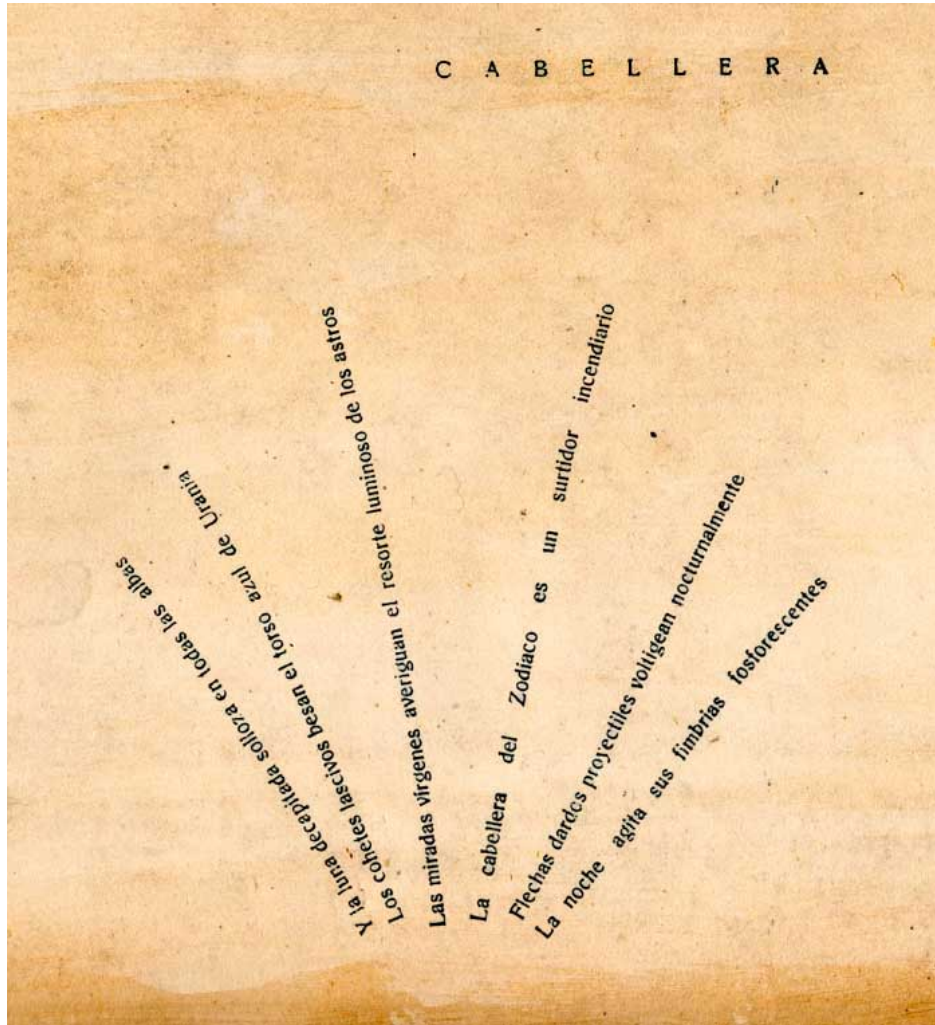 CABELLERA
Y la luna decapitada solloza en todas las albas
Los cohetes lascivos besan el torso azul de Urania
Las miradas vírgenes averiguan el resorte luminoso de los astros
La cabellera del Zodiaco es un surtidor incendiario
Flechas dardos proyectiles voltigean nocturnalmente
La noche agita sus fimbrias fosforescentes